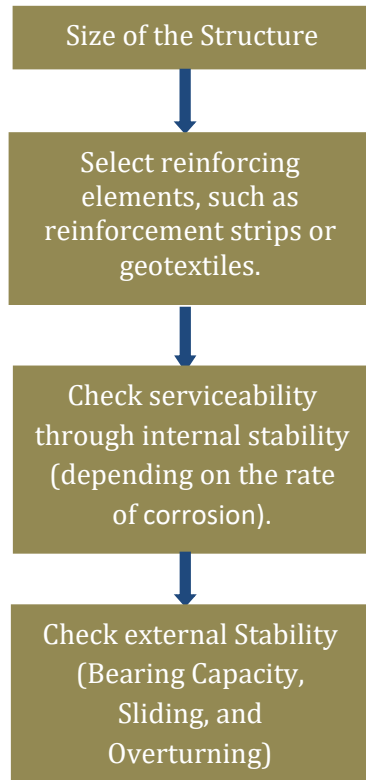 Size of the Structure
Select reinforcing
elements, such as
reinforcement strips or
geotextiles.
Check serviceability
through internal stability
(depending on the rate
of corrosion).
Check external Stability
(Bearing Capacity,
Sliding, and
Overturning)